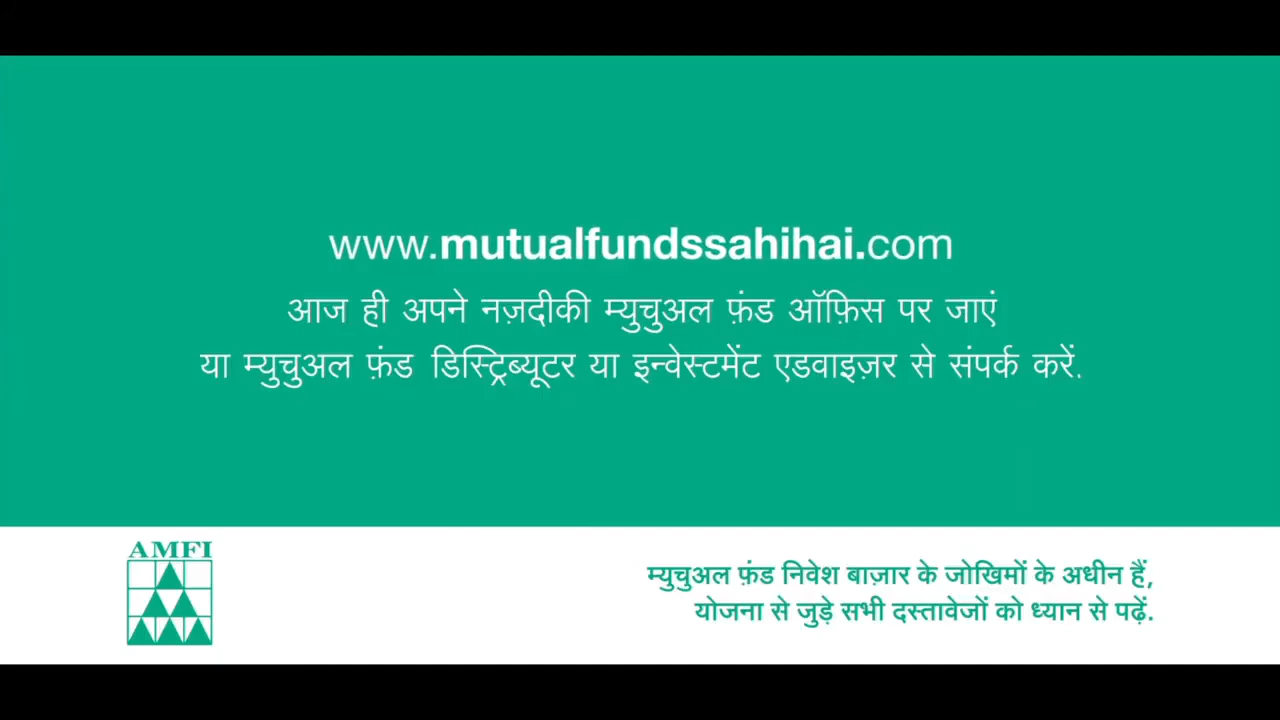 www.mutualfundssahihai.com
आज ही अपने नज़दीकी म्युचुअल फ़ंड ऑफ़िस पर जाएं
या म्युचुअल फ़ंड डिस्ट्रिब्यूटर या इन्वेस्टमेंट एडवाइज़र से संपर्क करें.
AMFI
म्युचुअल फ़ंड निवेश बाज़ार के जोखिमों के अधीन हैं,
योजना से जुड़े सभी दस्तावेजों को ध्यान से पढ़ें.